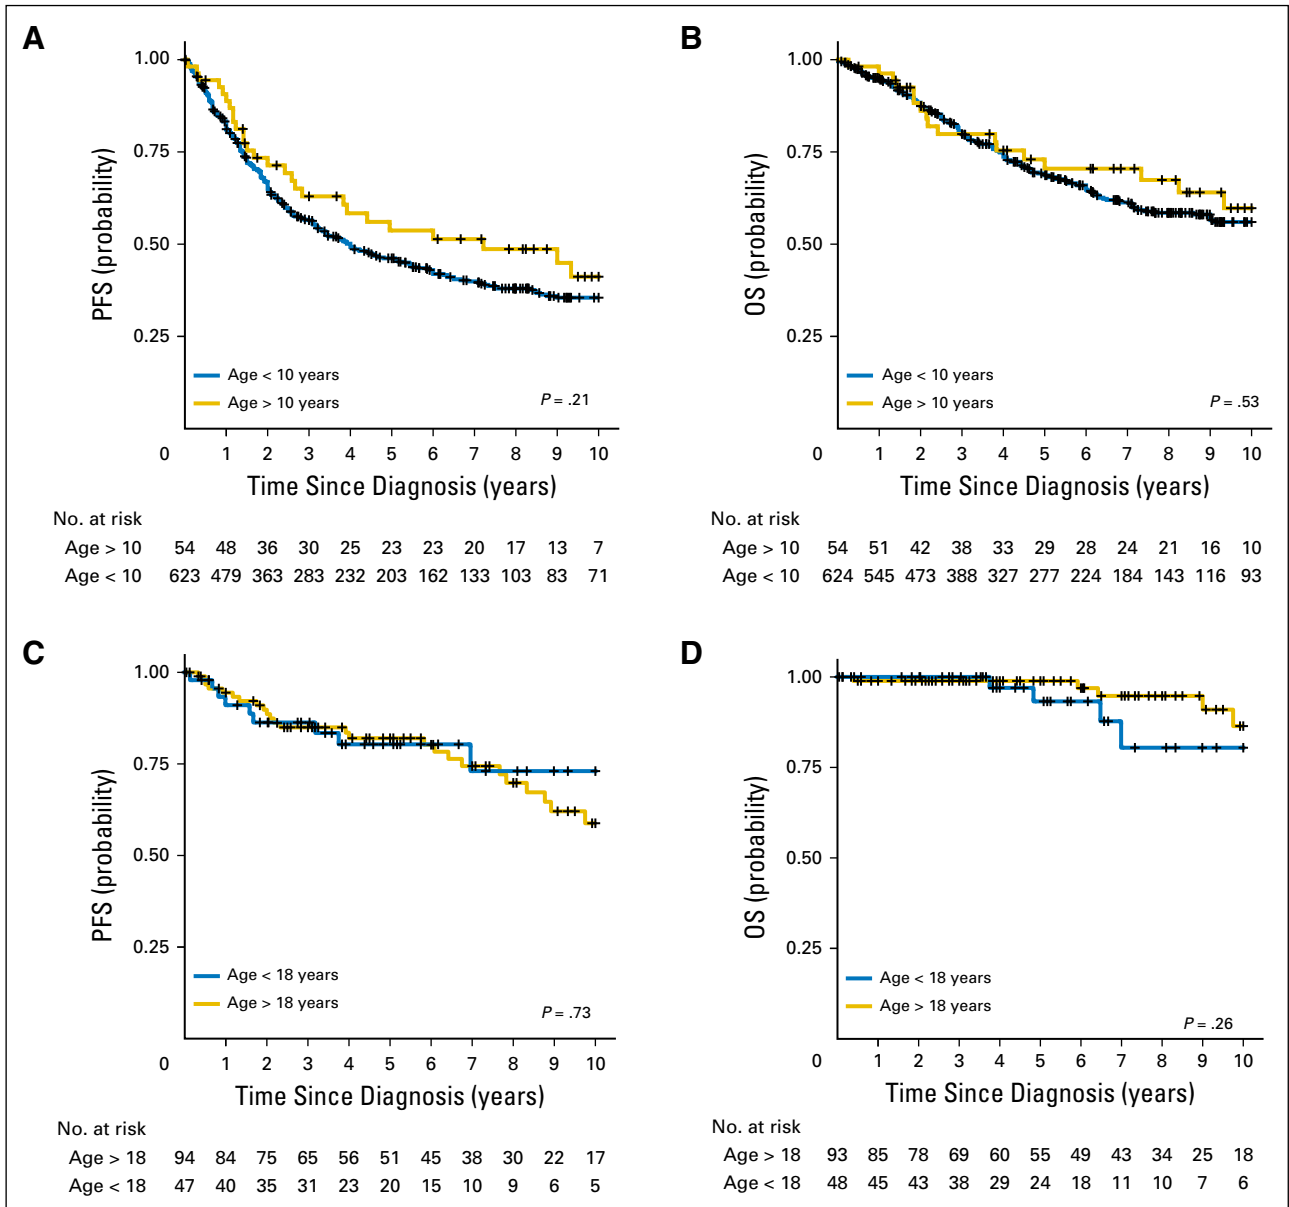 A
PFS (probability)
1.00
0.75
0.50
0.25
Age < 10 years
Age > 10 years
P = .21
0 1 2 3 4 5 6 7 8 9 10
Time Since Diagnosis (years)
No. at risk
Age > 10 54 48 36 30 25 23 23 20 17 13 7
Age < 10 623 479 363 283 232 203 162 133 103 83 71
B
OS (probability)
1.00
0.75
0.50
0.25
Age < 10 years
Age > 10 years
P = .53
0 1 2 3 4 5 6 7 8 9 10
Time Since Diagnosis (years)
No. at risk
Age > 10 54 51 42 38 33 29 28 24 21 16 10
Age < 10 624 545 473 388 327 277 224 184 143 116 93
C
PFS (probability)
1.00
0.75
0.50
0.25
Age < 18 years
Age > 18 years
P = .73
0 1 2 3 4 5 6 7 8 9 10
Time Since Diagnosis (years)
No. at risk
Age > 18 94 84 75 65 56 51 45 38 30 22 17
Age < 18 47 40 35 31 23 20 15 10 9 6 5
D
OS (probability)
1.00
0.75
0.50
0.25
Age < 18 years
Age > 18 years
P = .26
0 1 2 3 4 5 6 7 8 9 10
Time Since Diagnosis (years)
No. at risk
Age > 18 93 85 78 69 60 55 49 43 34 25 18
Age < 18 48 45 43 38 29 24 18 11 10 7 6